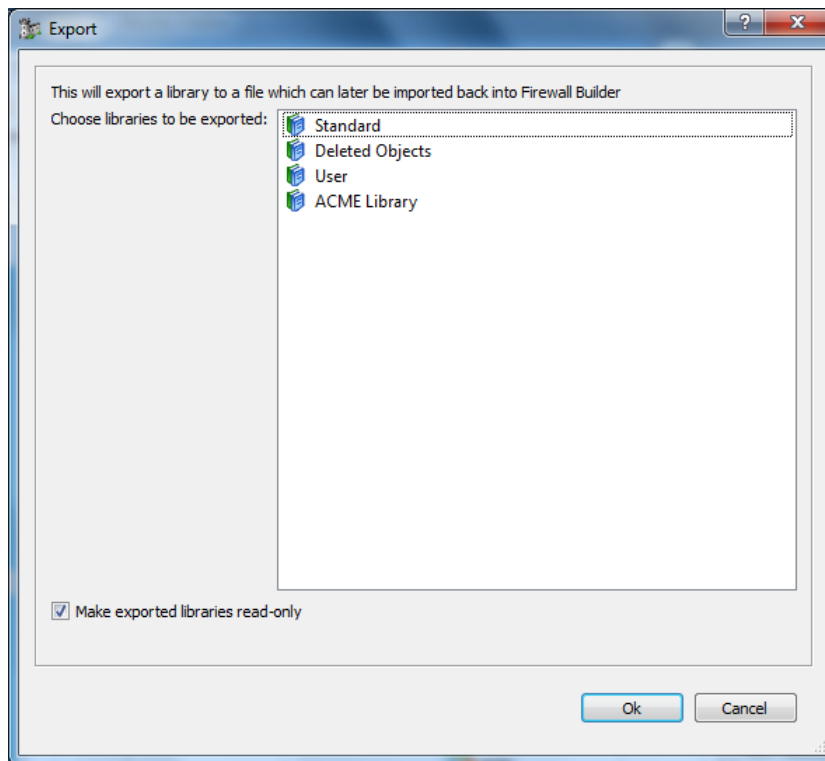 Export
?
This will export a library to a file which can later be imported back into Firewall Builder
Choose libraries to be exported:
Standard
Deleted Objects
User
ACME Library
Make exported libraries read-only
Ok Cancel